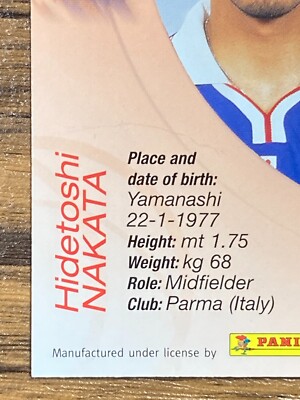 Hidetoshi
NAKATA
Place and
date of birth:
Yamanashi
22-1-1977
Height: mt 1.75
Weight: kg 68
Role: Midfielder
Club: Parma (Italy)
Manufactured under license by
PANI